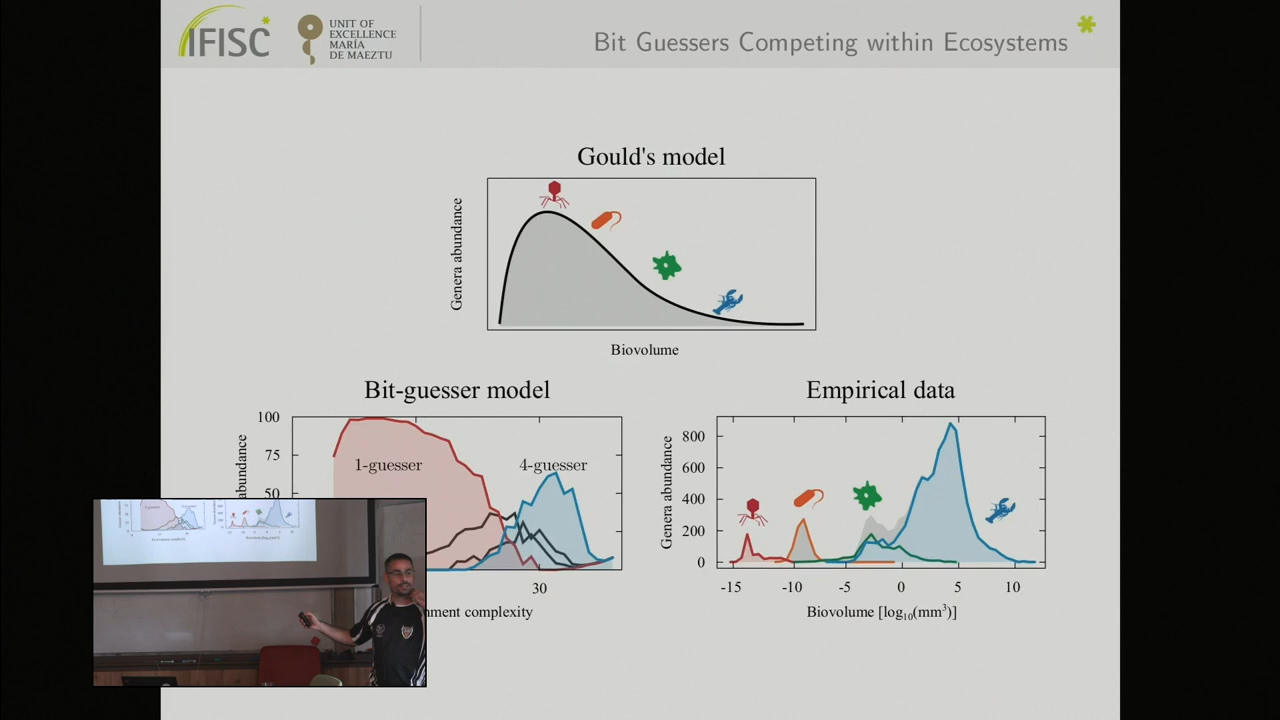 IFISC
UNIT OF
EXCELLENCE
MARÍA
DE MAEZTU
Bit Guessers Competing within Ecosystems
Gould's model
Genera abundance
Biovolume
Bit-guesser model
100
75
50
abundance
1-guesser
4-guesser
30
nment complexity
Empirical data
Genera abundance
800
600
400
200
0
-15
-10
-5
0
5
10
Biovolume [log₁₀(mm³)]